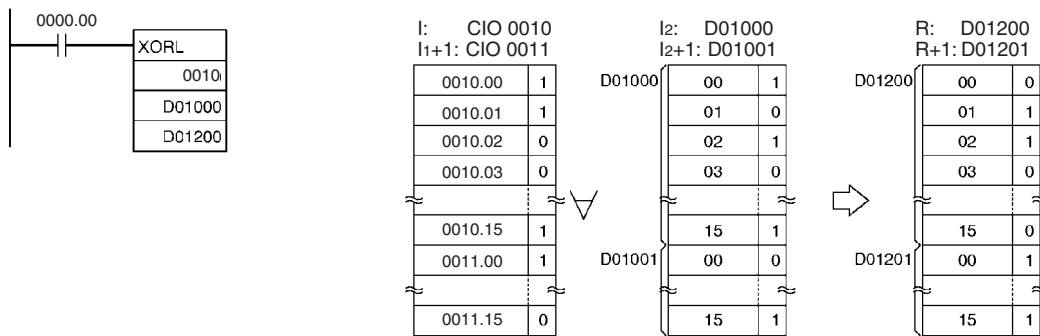 0000.00
XORL
0010
D01000
D01200
I: CIO 0010
I1+1: CIO 0011
0010.00 1
0010.01 1
0010.02 0
0010.03 0
0010.15 1
0011.00 1
0011.15 0
I2: D01000
I2+1: D01001
D01000
00 1
01 0
02 1
03 0
15 1
D01001
00 0
15 1
R: D01200
R+1: D01201
D01200
00 0
01 1
02 1
03 0
15 0
D01201
00 1
15 1